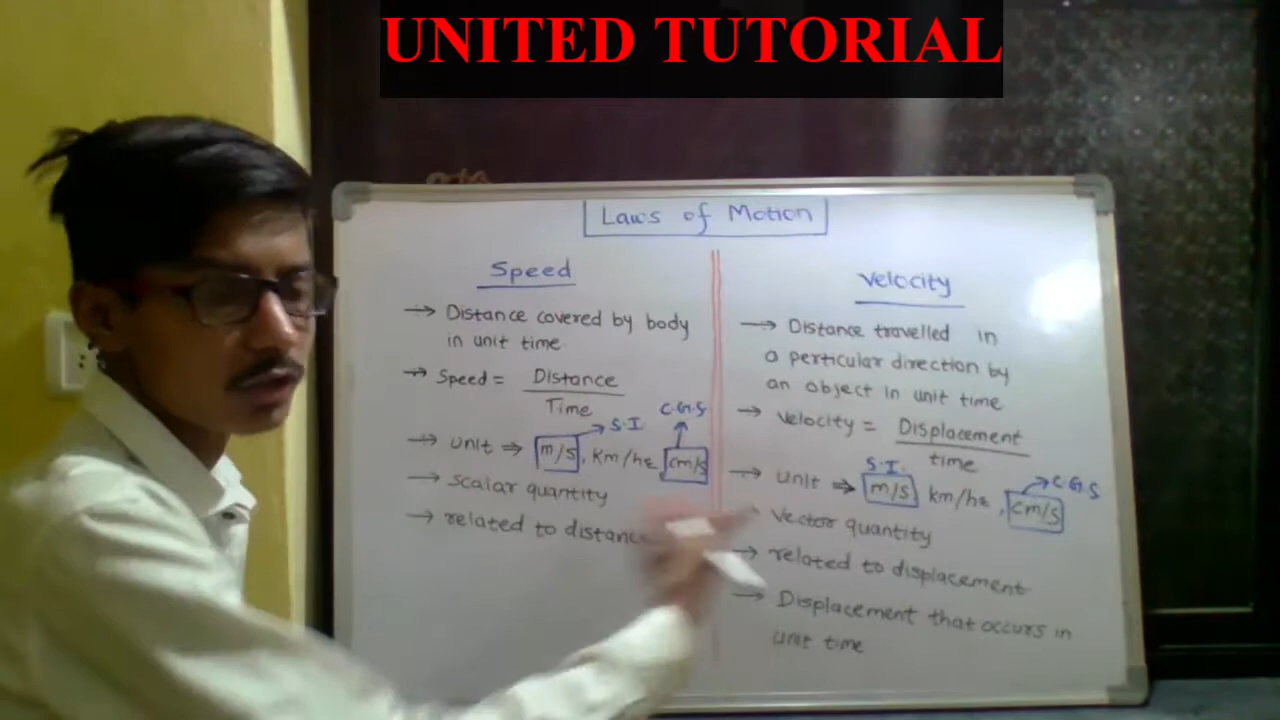 UNITED TUTORIAL
Laws of Motion
Speed
→ Distance covered by body
in unit time.
→ Speed = Distance
Time
→ S.I
C.G.S
→ unit ⇒ m/s, km/hr, cm/s
→ scalar quantity
→ related to distance
Velocity
→ Distance travelled in
a perticular direction by
an object in unit time
→ Velocity = Displacement
time
S.I.
→ C.G.S
→ unit ⇒ m/s km/hr, cm/s
→ Vector quantity
→ related to displacement
→ Displacement that occurs in
unit time